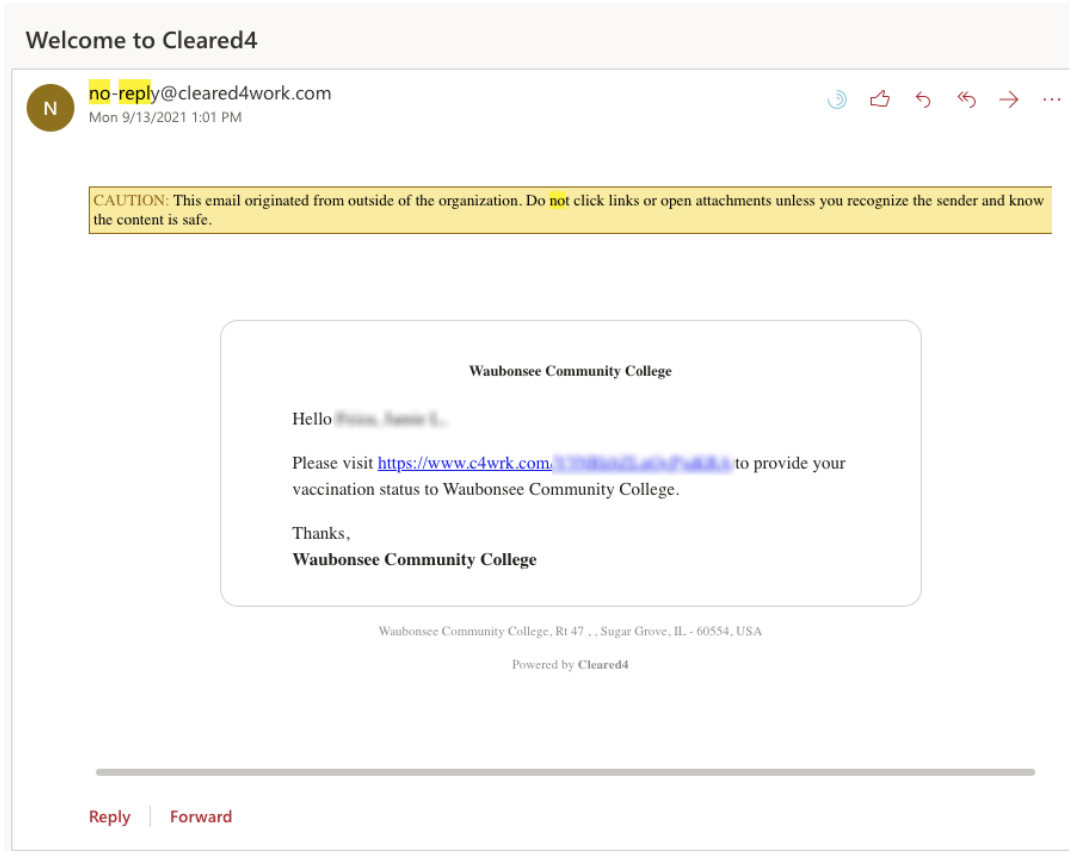 Welcome to Cleared4
N
no-reply@cleared4work.com
Mon 9/13/2021 1:01 PM
CAUTION: This email originated from outside of the organization. Do not click links or open attachments unless you recognize the sender and know
the content is safe.
Waubonsee Community College
Hello
Please visit https://www.c4wrk.com/ to provide your
vaccination status to Waubonsee Community College.
Thanks,
Waubonsee Community College
Waubonsee Community College, Rt 47 , , Sugar Grove, IL - 60554, USA
Powered by Cleared4
Reply
Forward